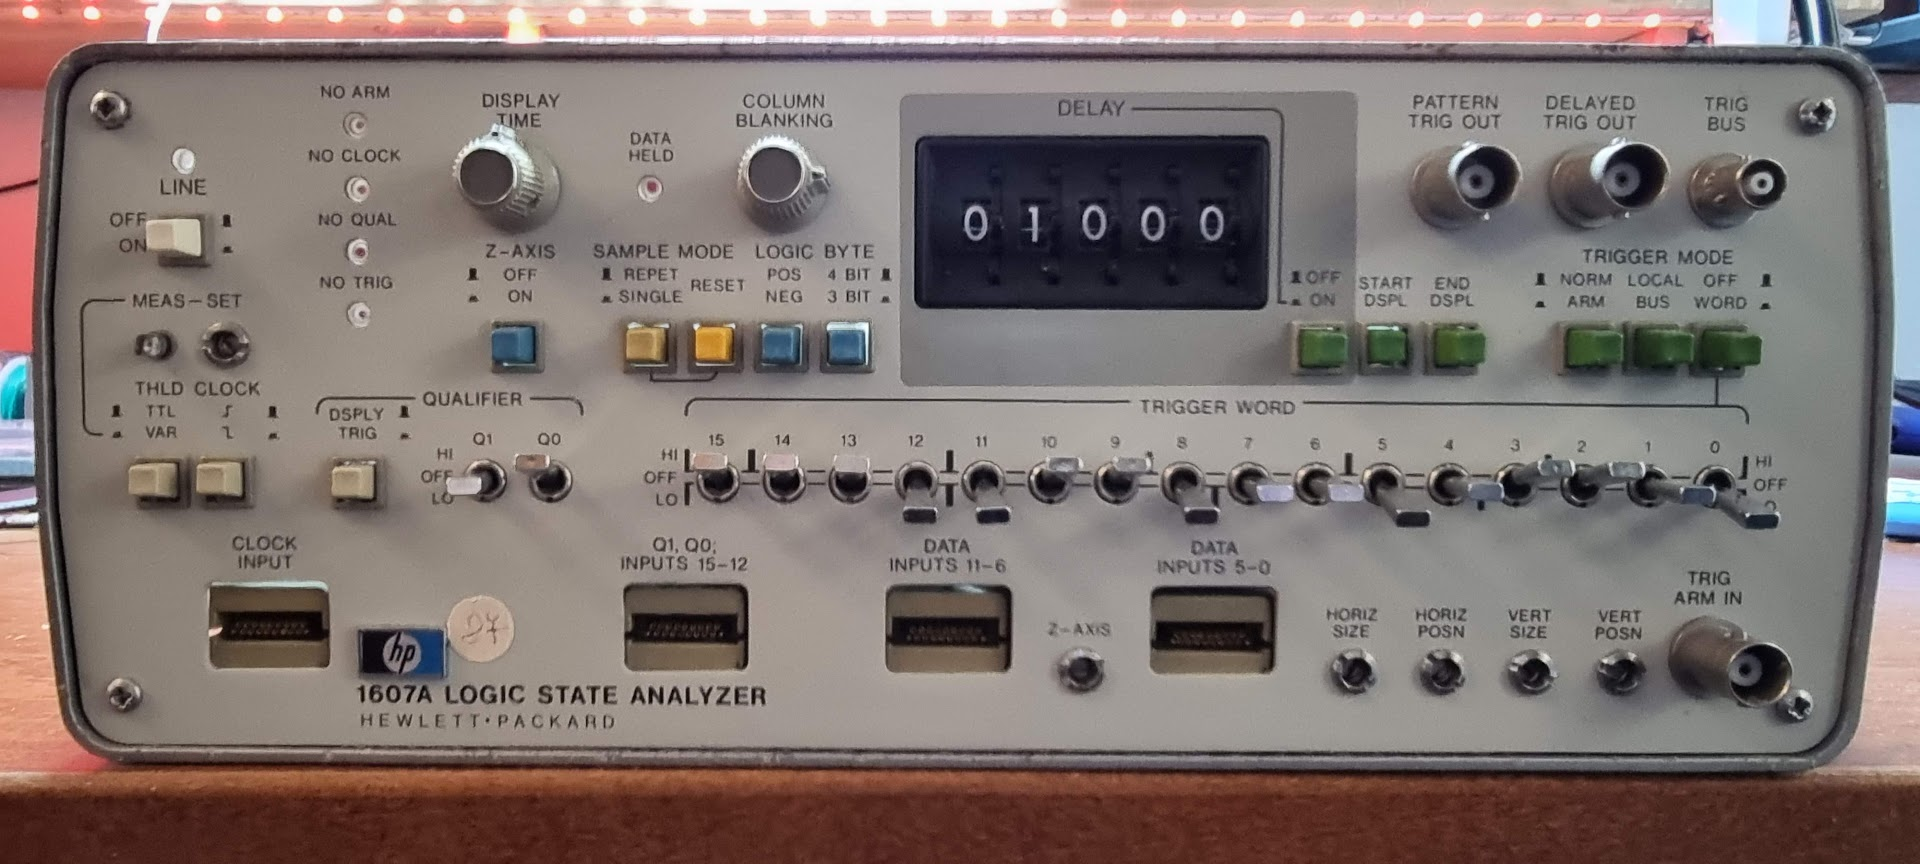 NO ARM
NO CLOCK
NO QUAL
NO TRIG
LINE
OFF
ON
DISPLAY
TIME
DATA
HELD
COLUMN
BLANKING
DELAY
01000
OFF
ON
START
DSPL
END
DSPL
PATTERN
TRIG OUT
DELAYED
TRIG OUT
TRIG
BUS
TRIGGER MODE
NORM LOCAL OFF
ARM BUS WORD
Z-AXIS
OFF
ON
SAMPLE MODE
REPET
SINGLE
RESET
LOGIC BYTE
POS 4 BIT
NEG 3 BIT
MEAS-SET
THLD CLOCK
TTL
VAR
DSPLY
TRIG
QUALIFIER
Q1 Q0
HI
OFF
LO
TRIGGER WORD
15 14 13 12 11 10 9 8 7 6 5 4 3 2 1 0
HI
OFF
LO
HI
OFF
CLOCK
INPUT
Q1, Q0;
INPUTS 15-12
DATA
INPUTS 11-6
DATA
INPUTS 5-0
Z-AXIS
HORIZ
SIZE
HORIZ
POSN
VERT
SIZE
VERT
POSN
TRIG
ARM IN
hp
1607A LOGIC STATE ANALYZER
HEWLETT·PACKARD